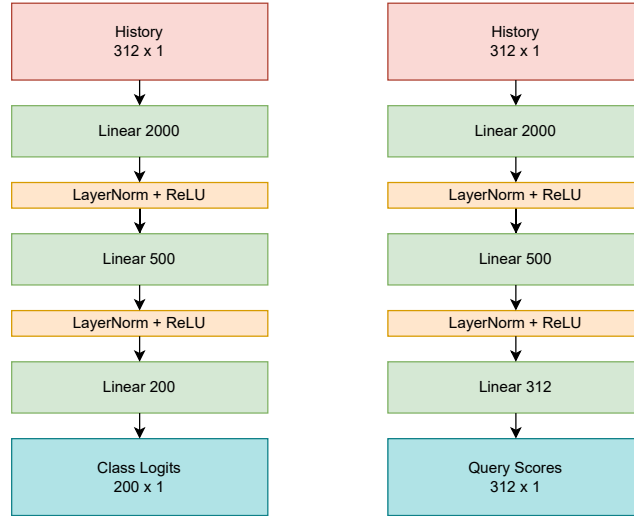 History
312 x 1
Linear 2000
LayerNorm + ReLU
Linear 500
LayerNorm + ReLU
Linear 200
Class Logits
200 x 1
History
312 x 1
Linear 2000
LayerNorm + ReLU
Linear 500
LayerNorm + ReLU
Linear 312
Query Scores
312 x 1